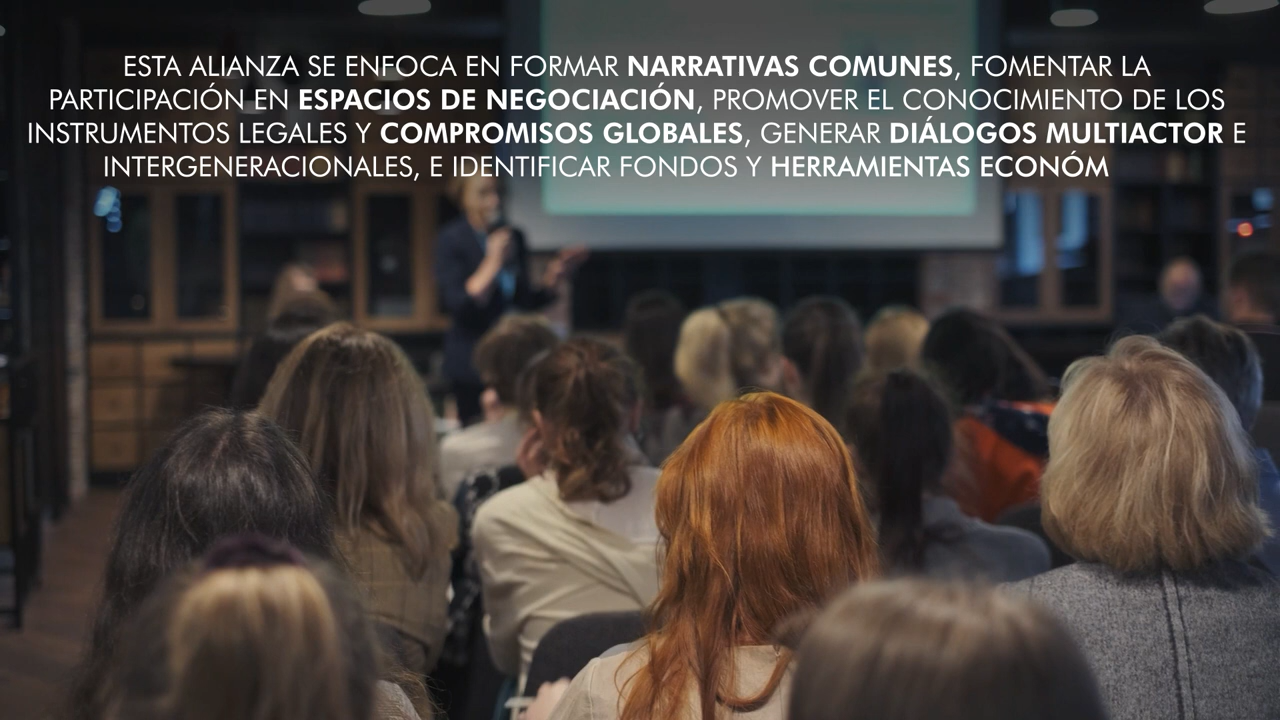 ESTA ALIANZA SE ENFOCA EN FORMAR NARRATIVAS COMUNES, FOMENTAR LA
PARTICIPACIÓN EN ESPACIOS DE NEGOCIACIÓN, PROMOVER EL CONOCIMIENTO DE LOS
INSTRUMENTOS LEGALES Y COMPROMISOS GLOBALES, GENERAR DIÁLOGOS MULTIACTOR E
INTERGENERACIONALES, E IDENTIFICAR FONDOS Y HERRAMIENTAS ECONÓM